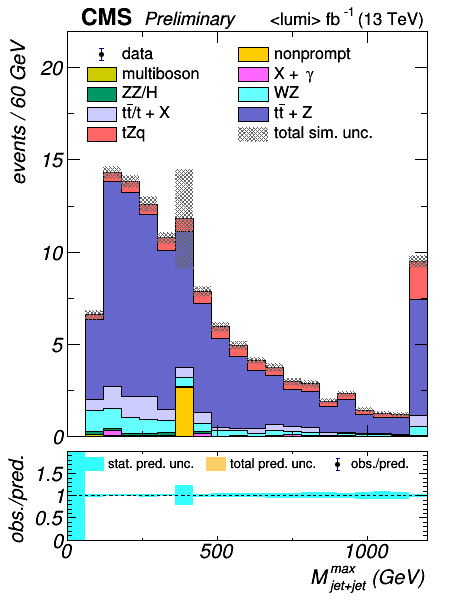 CMS Preliminary <lumi> fb⁻¹ (13 TeV)
events / 60 GeV
20
15
10
5
0
data
nonprompt
multiboson
X + γ
ZZ/H
WZ
tt̄/t + X
tt̄ + Z
tZq
total sim. unc.
obs./pred.
1.5
1
0.5
0
stat. pred. unc.
total pred. unc.
obs./pred.
0
500
1000
M^max_jet+jet (GeV)